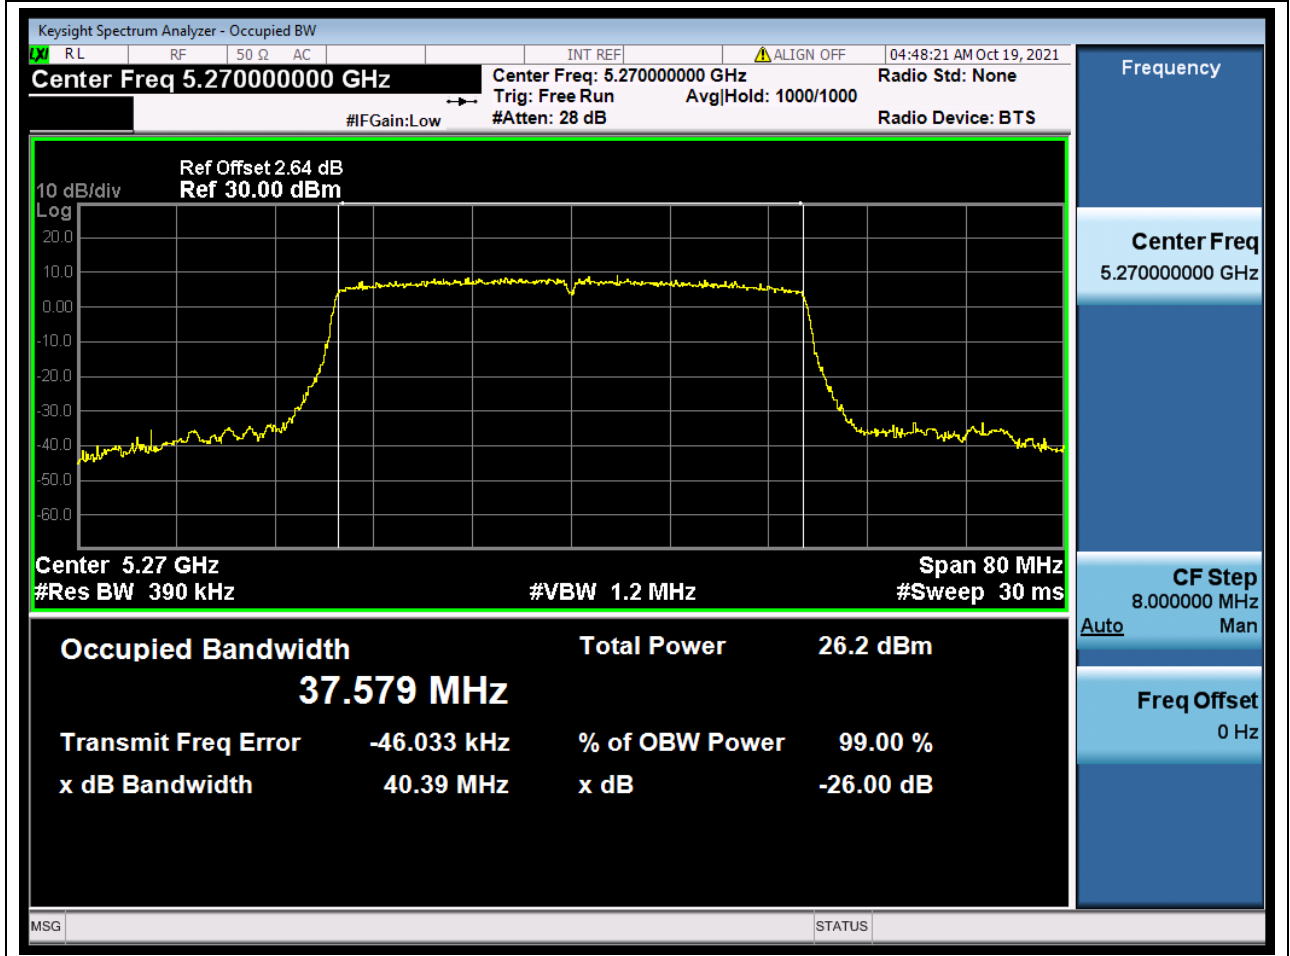 Keysight Spectrum Analyzer - Occupied BW
LXI RL RF 50 Ω AC INT REF ALIGN OFF 04:48:21 AM Oct 19, 2021
Center Freq 5.270000000 GHz
Center Freq: 5.270000000 GHz
Radio Std: None
Trig: Free Run Avg|Hold: 1000/1000
#IFGain:Low
#Atten: 28 dB
Radio Device: BTS
Ref Offset 2.64 dB
10 dB/div Ref 30.00 dBm
Log
20.0
10.0
0.00
-10.0
-20.0
-30.0
-40.0
-50.0
-60.0
Center 5.27 GHz Span 80 MHz
#Res BW 390 kHz #VBW 1.2 MHz #Sweep 30 ms
Occupied Bandwidth Total Power 26.2 dBm
37.579 MHz
Transmit Freq Error -46.033 kHz % of OBW Power 99.00 %
x dB Bandwidth 40.39 MHz x dB -26.00 dB
Frequency
Center Freq
5.270000000 GHz
CF Step
8.000000 MHz
Auto Man
Freq Offset
0 Hz
MSG STATUS